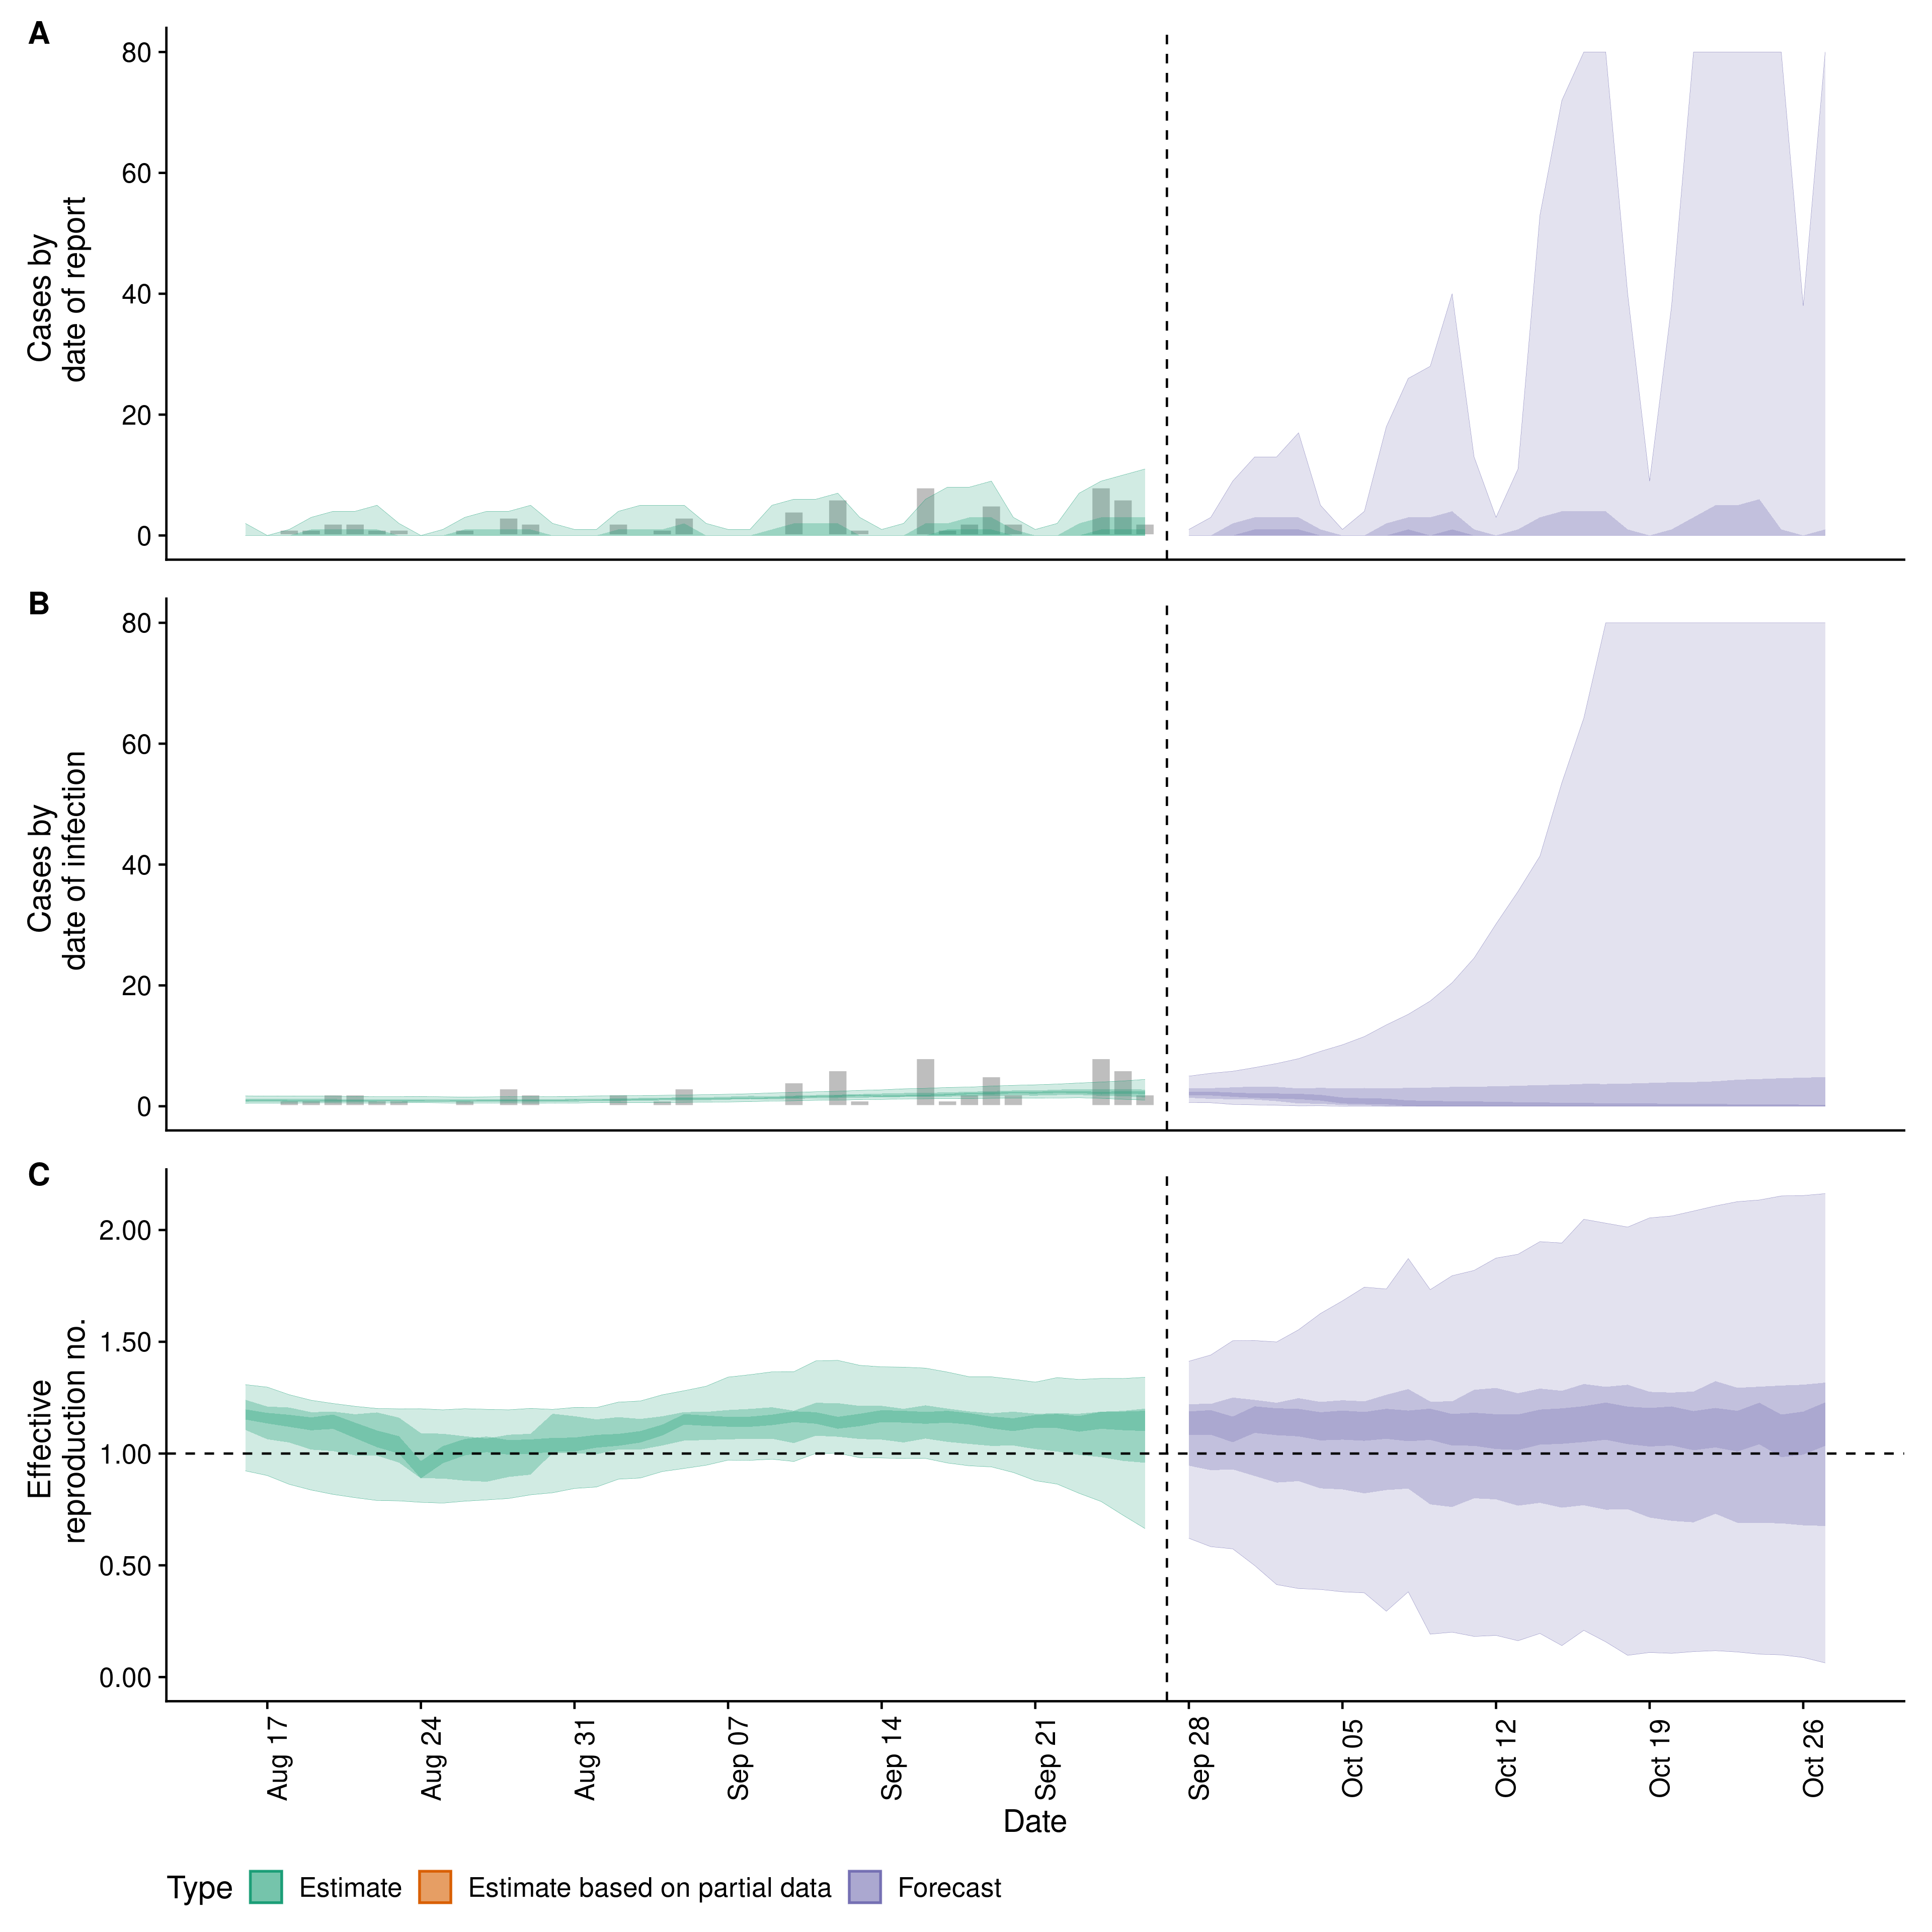 A
Cases by
date of report
80
60
40
20
0
B
Cases by
date of infection
80
60
40
20
0
C
Effective
reproduction no.
2.00
1.50
1.00
0.50
0.00
Aug 17
Aug 24
Aug 31
Sep 07
Sep 14
Sep 21
Sep 28
Oct 05
Oct 12
Oct 19
Oct 26
Date
Type Estimate Estimate based on partial data Forecast